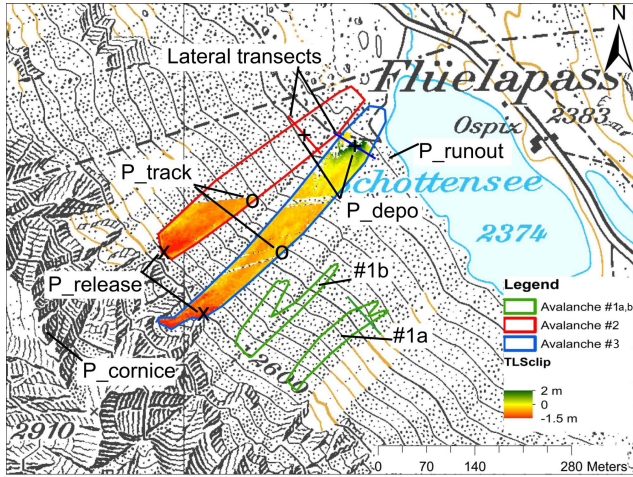 N
Lateral transects
Flüelapass
Ospiz
2383
P_runout
P_track
chottensee
P_depo
2374
P_release
#1b
#1a
P_cornice
2600
2910
Legend
Avalanche #1a,b
Avalanche #2
Avalanche #3
TLSclip
2 m
0
-1.5 m
0 70 140 280 Meters